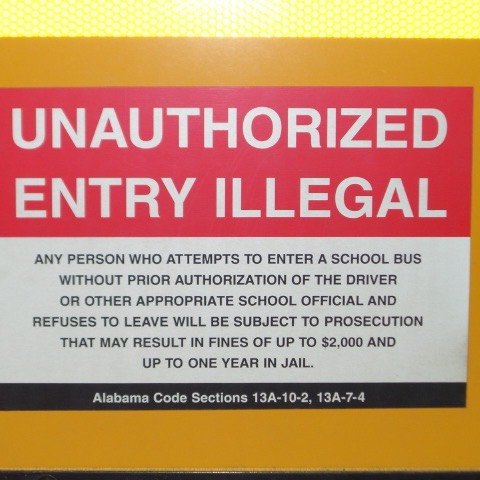 UNAUTHORIZED
ENTRY ILLEGAL
ANY PERSON WHO ATTEMPTS TO ENTER A SCHOOL BUS
WITHOUT PRIOR AUTHORIZATION OF THE DRIVER
OR OTHER APPROPRIATE SCHOOL OFFICIAL AND
REFUSES TO LEAVE WILL BE SUBJECT TO PROSECUTION
THAT MAY RESULT IN FINES OF UP TO $2,000 AND
UP TO ONE YEAR IN JAIL.
Alabama Code Sections 13A-10-2, 13A-7-4